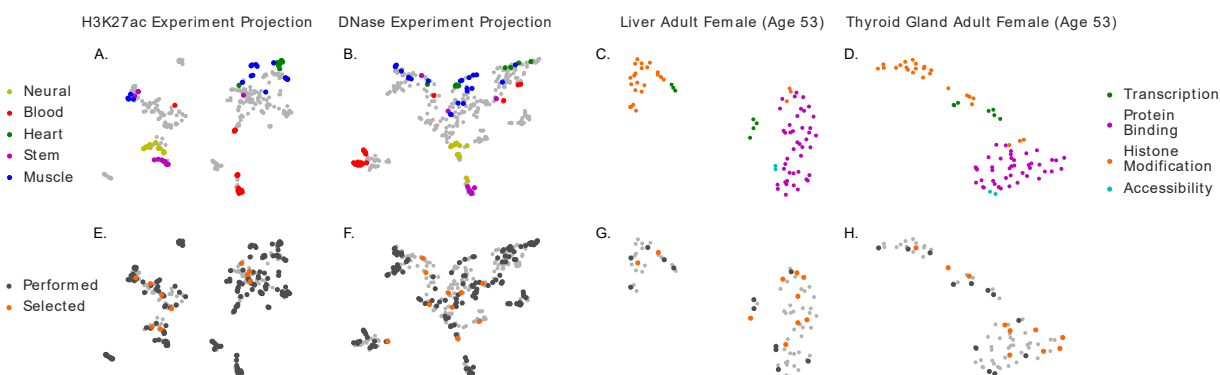 H3K27ac Experiment Projection
DNase Experiment Projection
Liver Adult Female (Age 53)
Thyroid Gland Adult Female (Age 53)
A.
B.
C.
D.
Neural
Blood
Heart
Stem
Muscle
Transcription
Protein
Binding
Histone
Modification
Accessibility
E.
F.
G.
H.
Performed
Selected